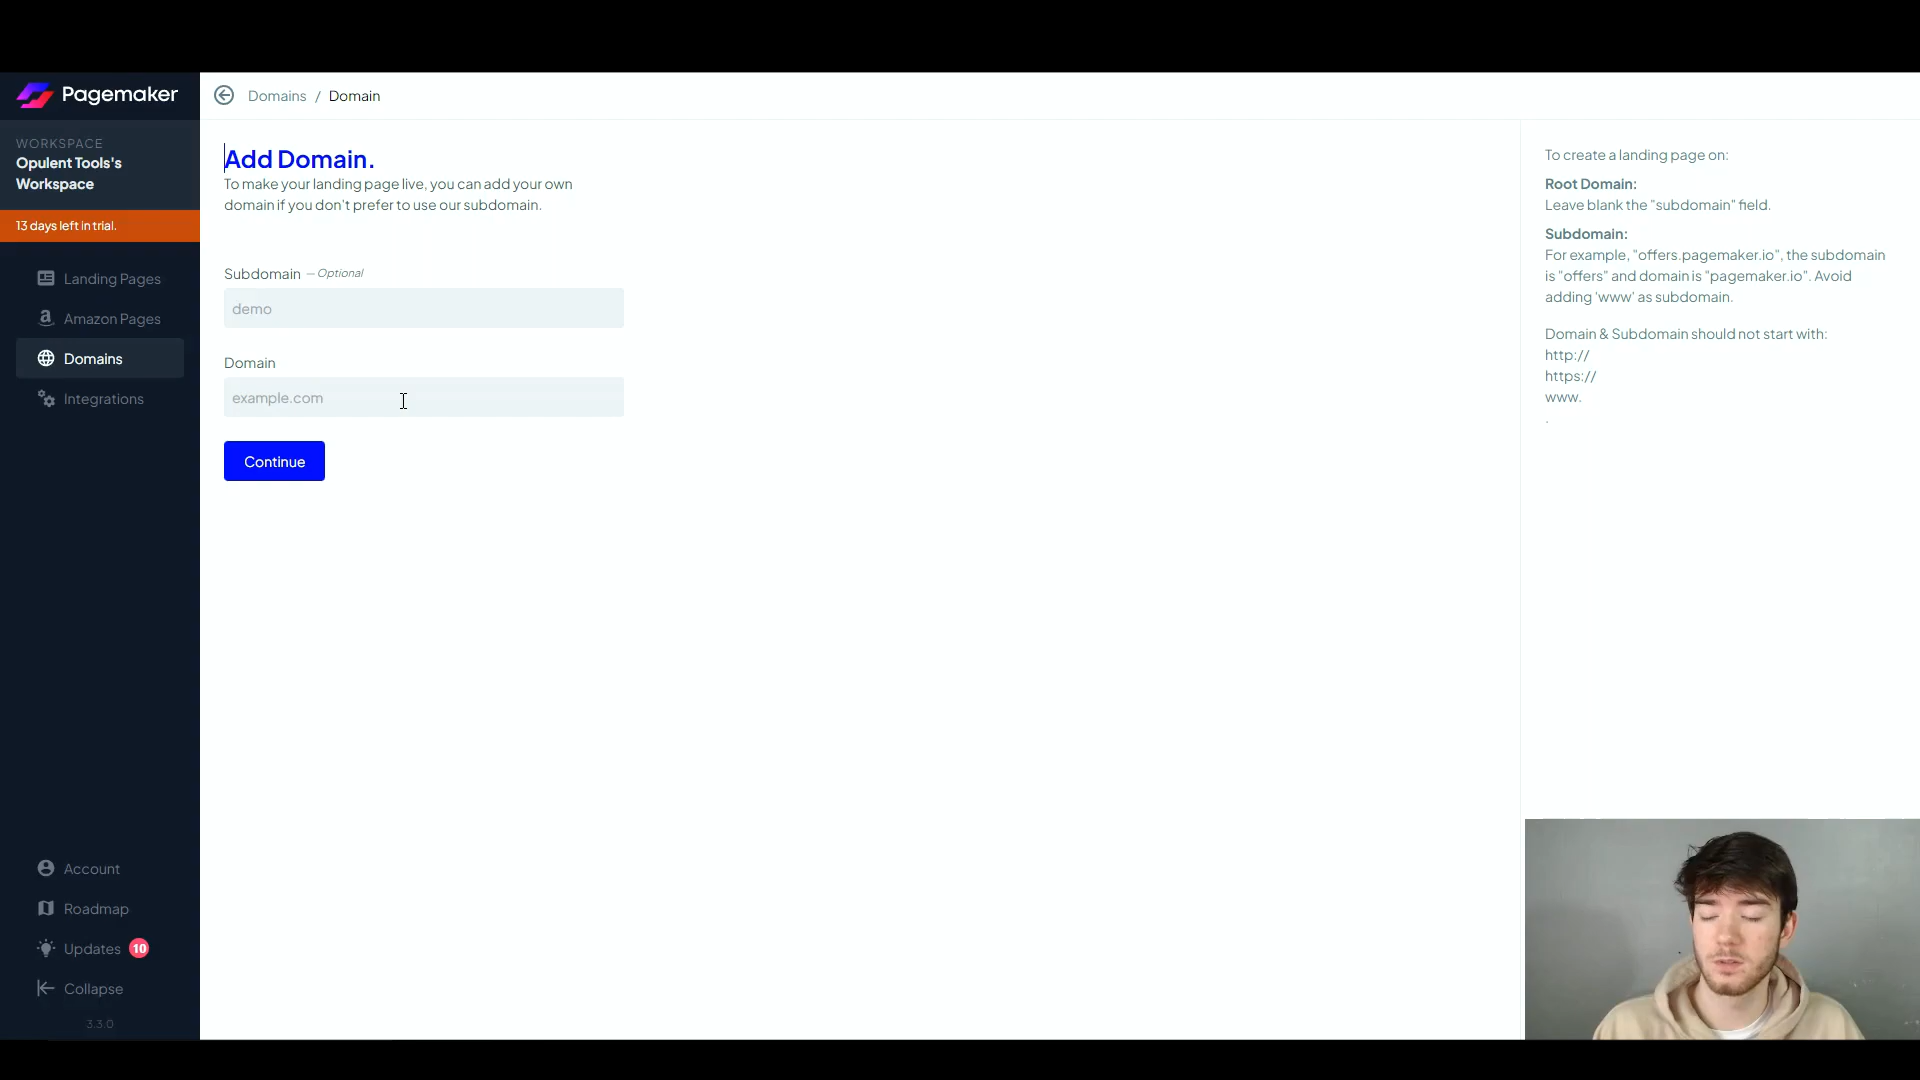 Pagemaker
WORKSPACE
Opulent Tools's
Workspace
13 days left in trial.
Landing Pages
Amazon Pages
Domains
Integrations
Account
Roadmap
Updates 10
Collapse
3.3.0
Domains / Domain
Add Domain.
To make your landing page live, you can add your own
domain if you don't prefer to use our subdomain.
Subdomain — Optional
demo
Domain
example.com
Continue
To create a landing page on:
Root Domain:
Leave blank the "subdomain" field.
Subdomain:
For example, "offers.pagemaker.io", the subdomain
is "offers" and domain is "pagemaker.io". Avoid
adding 'www' as subdomain.
Domain & Subdomain should not start with:
http://
https://
www.
.